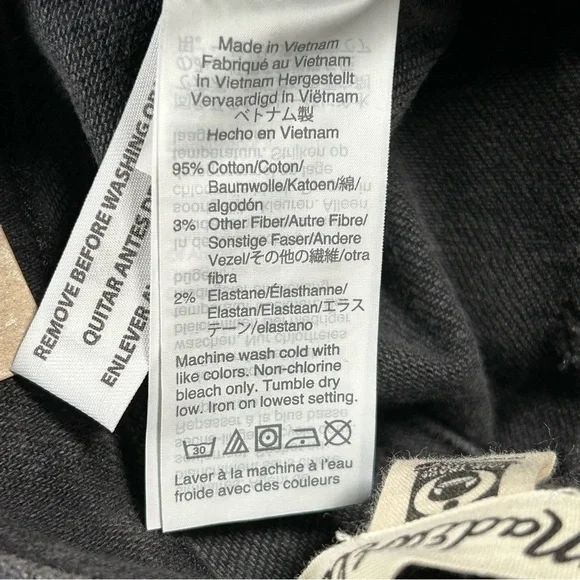 Made in Vietnam
Fabriqué au Vietnam
In Vietnam Hergestellt
Vervaardigd in Viëtnam
ベトナム製
Hecho en Vietnam
95% Cotton/Coton/
Baumwolle/Katoen/綿/
algodón
3% Other Fiber/Autre Fibre/
Sonstige Faser/Andere
Vezel/その他の繊維/otra
fibra
2% Elastane/Élasthanne/
Elastan/Elastaan/エラス
テーン/elastano
Machine wash cold with
like colors. Non-chlorine
bleach only. Tumble dry
low. Iron on lowest setting.
30
Laver à la machine à l'eau
froide avec des couleurs
REMOVE BEFORE WASHING
QUITAR ANTES DE
ENLEVER